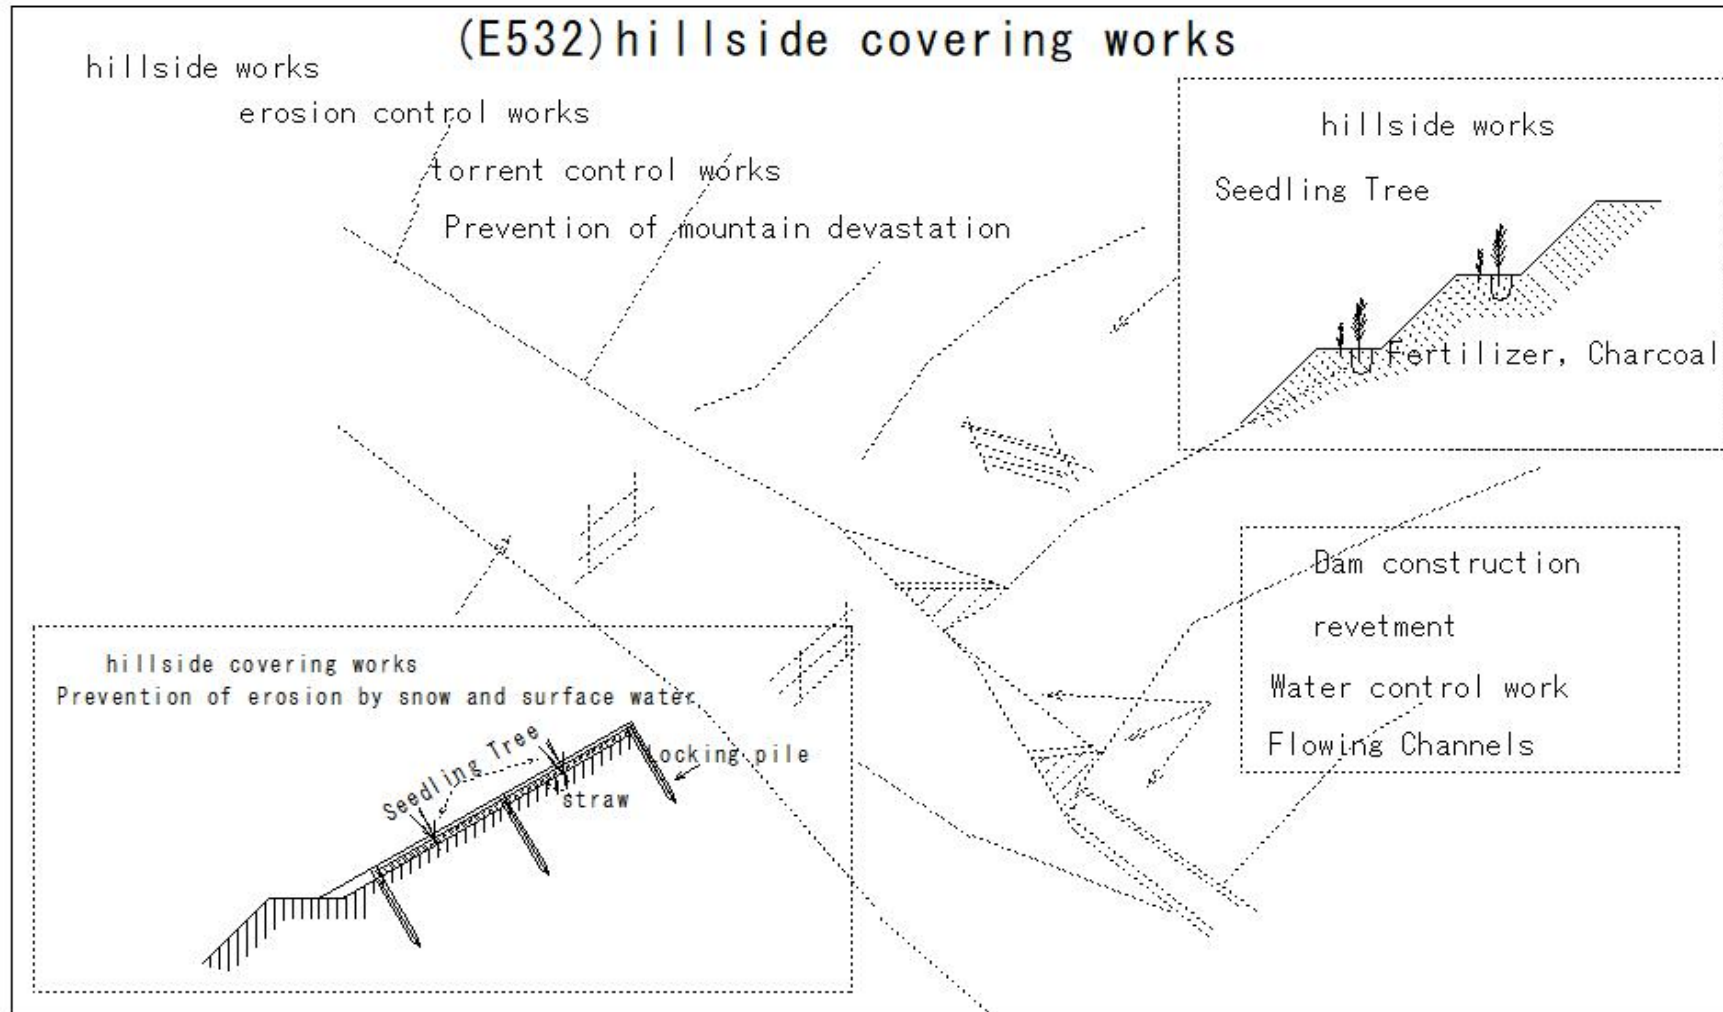 (E532)hillside covering works
hillside works
erosion control works
torrent control works
Prevention of mountain devastation
hillside works
Seedling Tree
Fertilizer, Charcoal
Dam construction
revetment
Water control work
Flowing Channels
hillside covering works
Prevention of erosion by snow and surface water
Seedling Tree
Locking pile
straw